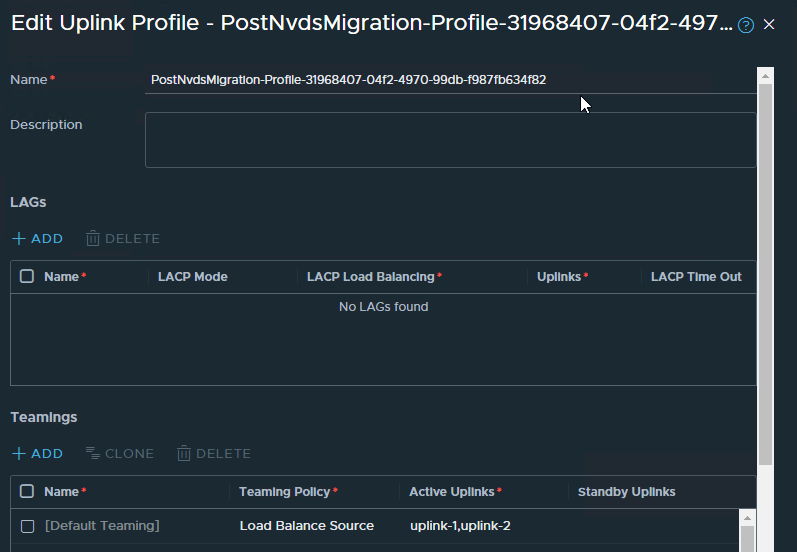 Edit Uplink Profile - PostNvdsMigration-Profile-31968407-04f2-497... ?
Name*
PostNvdsMigration-Profile-31968407-04f2-4970-99db-f987fb634f82
Description
LAGs
+ ADD DELETE
Name* LACP Mode LACP Load Balancing* Uplinks* LACP Time Out
No LAGs found
Teamings
+ ADD CLONE DELETE
Name* Teaming Policy* Active Uplinks* Standby Uplinks
[Default Teaming] Load Balance Source uplink-1,uplink-2